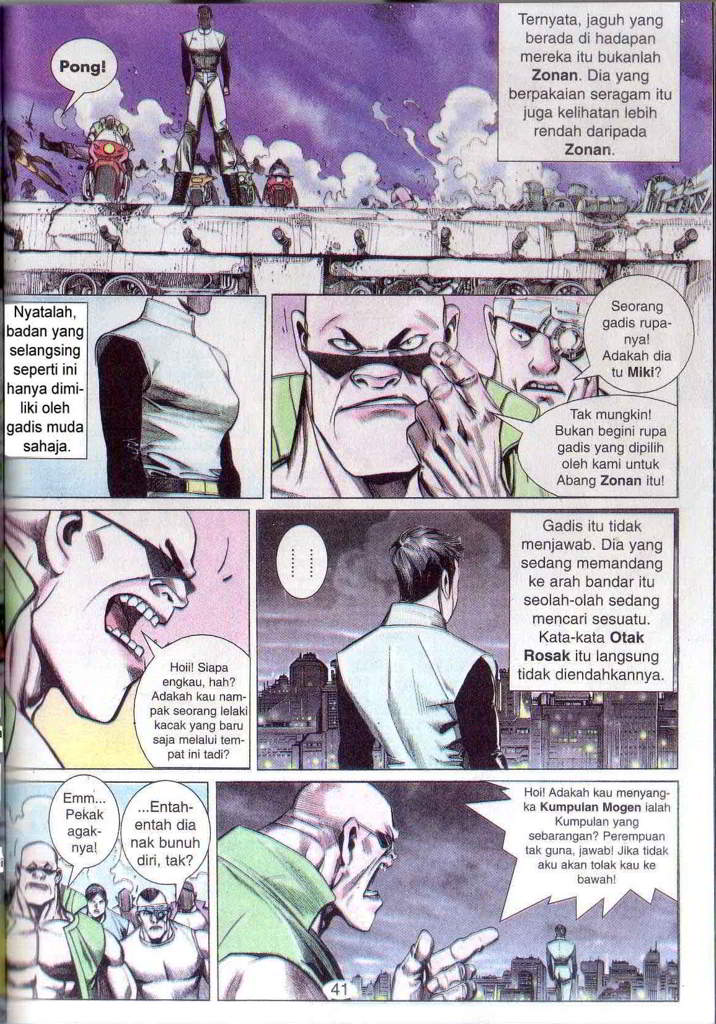 Ternyata, jaguh yang
berada di hadapan
mereka itu bukanlah
Zonan. Dia yang
berpakaian seragam itu
juga kelihatan lebih
rendah daripada
Zonan.
Pong!
Nyatalah,
badan yang
selangsing
seperti ini
hanya dimi-
liki oleh
gadis muda
sahaja.
Seorang
gadis rupa-
nya!
Adakah dia
tu Miki?
Tak mungkin!
Bukan begini rupa
gadis yang dipilih
oleh kami untuk
Abang Zonan itu!
Hoii! Siapa
engkau, hah?
Adakah kau nam-
pak seorang lelaki
kacak yang baru
saja melalui tem-
pat ini tadi?
......
Gadis itu tidak
menjawab. Dia yang
sedang memandang
ke arah bandar itu
seolah-olah sedang
mencari sesuatu.
Kata-kata Otak
Rosak itu langsung
tidak diendahkannya.
Emm...
Pekak
agak-
nya!
...Entah-
entah dia
nak bunuh
diri, tak?
Hoi! Adakah kau menyang-
ka Kumpulan Mogen ialah
Kumpulan yang
sebarangan? Perempuan
tak guna, jawab! Jika tidak
aku akan tolak kau ke
bawah!
41